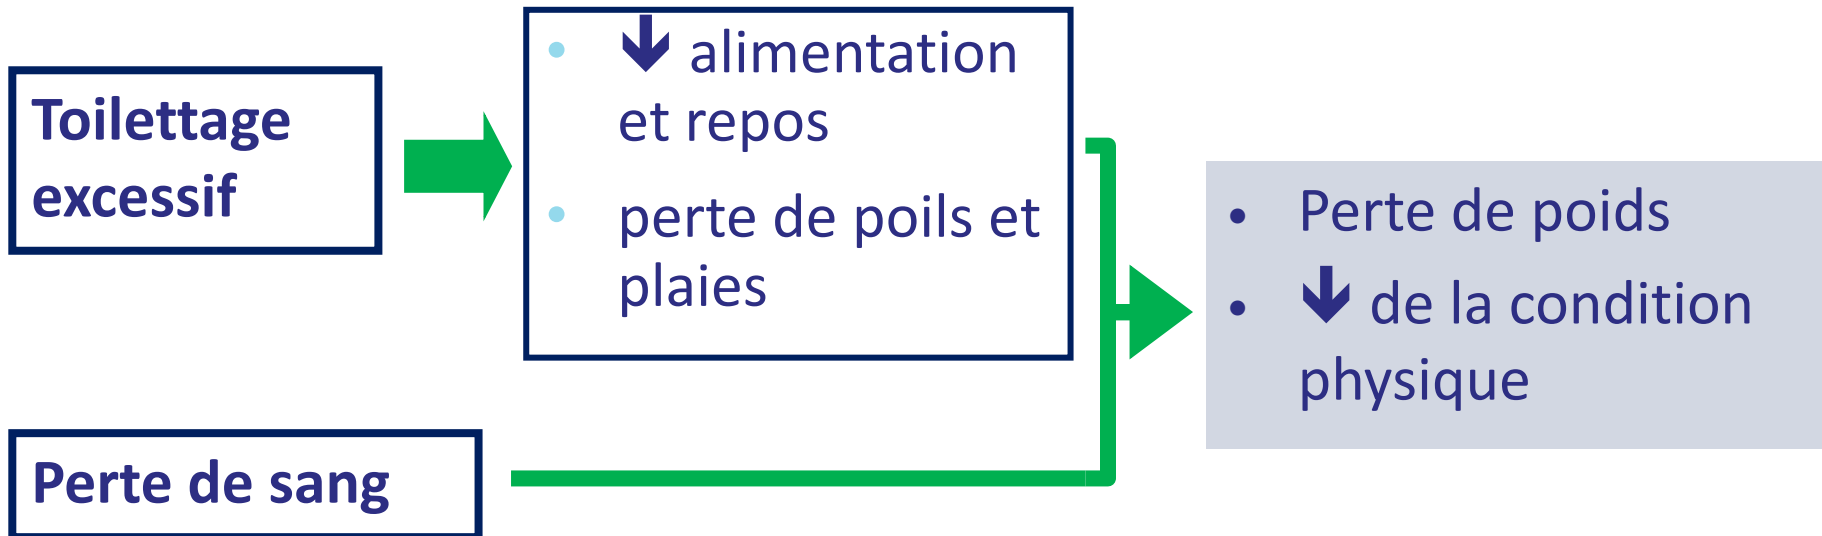 Toilettage
excessif
• 🡻 alimentation
et repos
• perte de poils et
plaies
Perte de sang
• Perte de poids
• 🡻 de la condition
physique